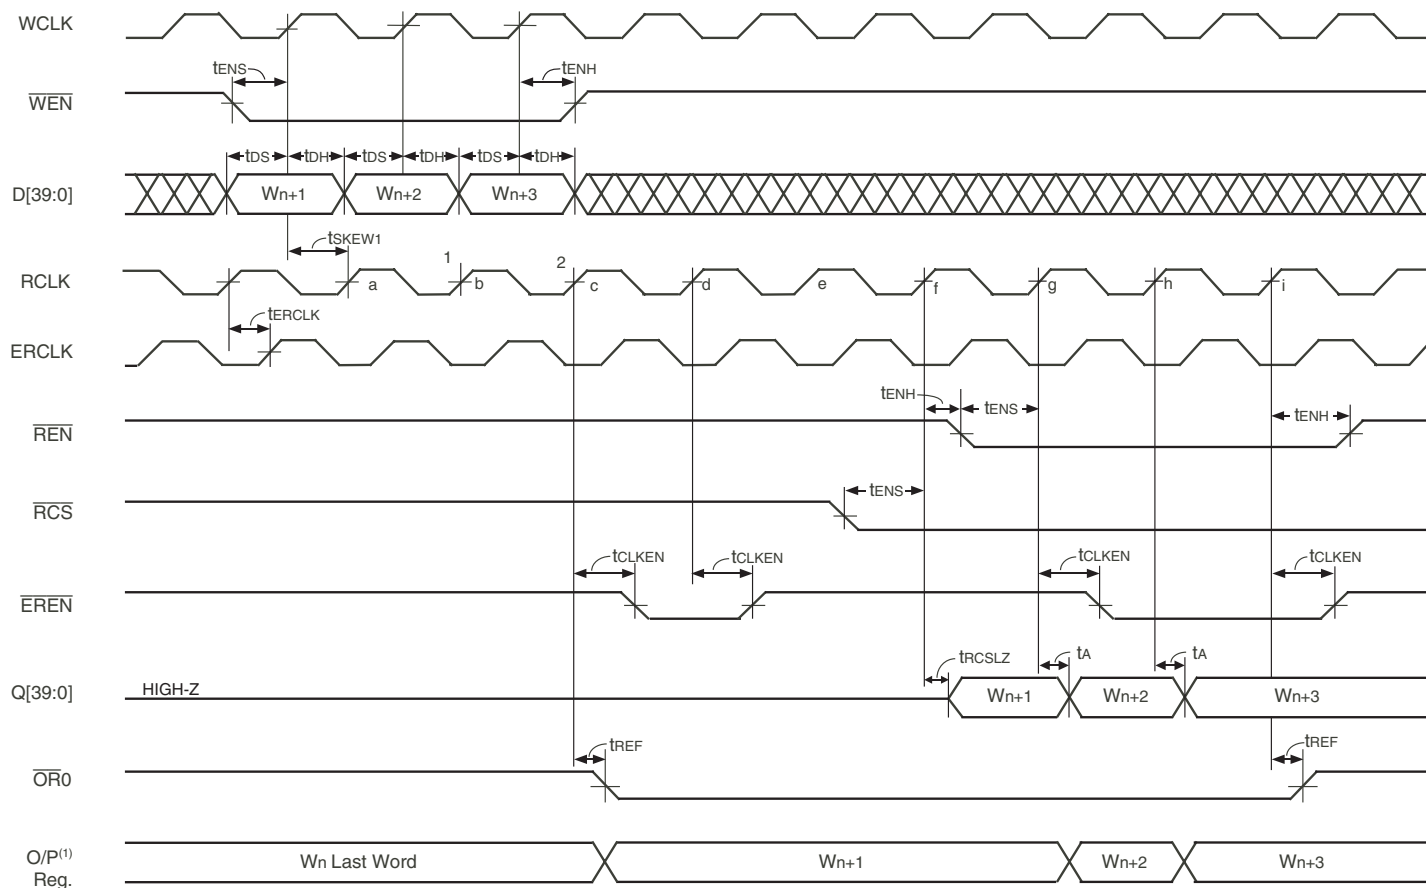 WCLK
tENS
tENH
WEN
tDS tDH tDS tDH tDS tDH
D[39:0] Wn+1 Wn+2 Wn+3
tSKEW1
1 2
RCLK a b c d e f g h i
tERCLK
ERCLK
tENH tENS tENH
REN
tENS
RCS
tCLKEN tCLKEN tCLKEN tCLKEN
EREN
tRCSLZ tA tA
Q[39:0] HIGH-Z Wn+1 Wn+2 Wn+3
tREF tREF
OR0
O/P(1) Wn Last Word Wn+1 Wn+2 Wn+3
Reg.